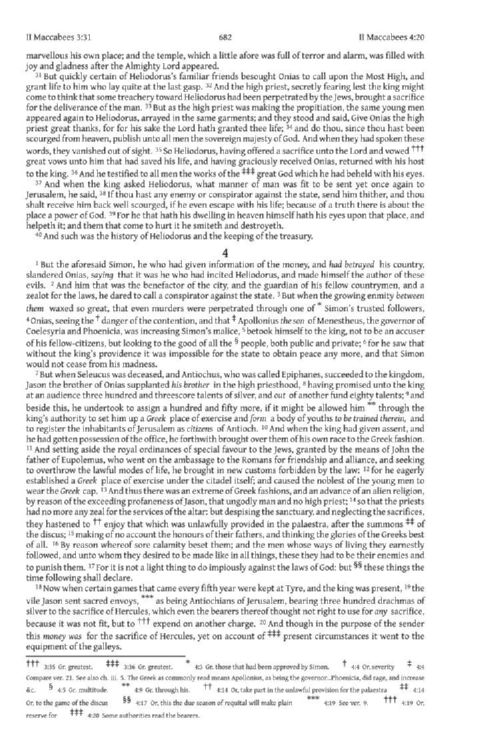 II Maccabees 3:31 682 II Maccabees 4:20
marvellous his own place; and the temple, which a little afore was full of terror and alarm, was filled with
joy and gladness after the Almighty Lord appeared.
31 But quickly certain of Heliodorus's familiar friends besought Onias to call upon the Most High, and
grant life to him who lay quite at the last gasp. 32 And the high priest, secretly fearing lest the king might
come to think that some treachery toward Heliodorus had been perpetrated by the Jews, brought a sacrifice
for the deliverance of the man. 33 But as the high priest was making the propitiation, the same young men
appeared again to Heliodorus, arrayed in the same garments; and they stood and said, Give Onias the high
priest great thanks, for for his sake the Lord hath granted thee life; 34 and do thou, since thou hast been
scourged from heaven, publish unto all men the sovereign majesty of God. And when they had spoken these
words, they vanished out of sight. 35 So Heliodorus, having offered a sacrifice unto the Lord and vowed †††
great vows unto him that had saved his life, and having graciously received Onias, returned with his host
to the king. 36 And he testified to all men the works of the ‡‡‡ great God which he had beheld with his eyes.
37 And when the king asked Heliodorus, what manner of man was fit to be sent yet once again to
Jerusalem, he said, 38 If thou hast any enemy or conspirator against the state, send him thither, and thou
shalt receive him back well scourged, if he even escape with his life; because of a truth there is about the
place a power of God. 39 For he that hath his dwelling in heaven himself hath his eyes upon that place, and
helpeth it; and them that come to hurt it he smiteth and destroyeth.
40 And such was the history of Heliodorus and the keeping of the treasury.
4
1 But the aforesaid Simon, he who had given information of the money, and had betrayed his country,
slandered Onias, saying that it was he who had incited Heliodorus, and made himself the author of these
evils. 2 And him that was the benefactor of the city, and the guardian of his fellow countrymen, and a
zealot for the laws, he dared to call a conspirator against the state. 3 But when the growing enmity between
them waxed so great, that even murders were perpetrated through one of * Simon's trusted followers,
4 Onias, seeing the † danger of the contention, and that ‡ Apollonius the son of Menestheus, the governor of
Coelesyria and Phoenicia, was increasing Simon's malice, 5 betook himself to the king, not to be an accuser
of his fellow-citizens, but looking to the good of all the § people, both public and private; 6 for he saw that
without the king's providence it was impossible for the state to obtain peace any more, and that Simon
would not cease from his madness.
7 But when Seleucus was deceased, and Antiochus, who was called Epiphanes, succeeded to the kingdom,
Jason the brother of Onias supplanted his brother in the high priesthood, 8 having promised unto the king
at an audience three hundred and threescore talents of silver, and out of another fund eighty talents; 9 and
beside this, he undertook to assign a hundred and fifty more, if it might be allowed him ** through the
king's authority to set him up a Greek place of exercise and form a body of youths to be trained therein, and
to register the inhabitants of Jerusalem as citizens of Antioch. 10 And when the king had given assent, and
he had gotten possession of the office, he forthwith brought over them of his own race to the Greek fashion.
11 And setting aside the royal ordinances of special favour to the Jews, granted by the means of John the
father of Eupolemus, who went on the ambassage to the Romans for friendship and alliance, and seeking
to overthrow the lawful modes of life, he brought in new customs forbidden by the law: 12 for he eagerly
established a Greek place of exercise under the citadel itself; and caused the noblest of the young men to
wear the Greek cap. 13 And thus there was an extreme of Greek fashions, and an advance of an alien religion,
by reason of the exceeding profaneness of Jason, that ungodly man and no high priest; 14 so that the priests
had no more any zeal for the services of the altar: but despising the sanctuary, and neglecting the sacrifices,
they hastened to †† enjoy that which was unlawfully provided in the palaestra, after the summons ‡‡ of
the discus; 15 making of no account the honours of their fathers, and thinking the glories of the Greeks best
of all. 16 By reason whereof sore calamity beset them; and the men whose ways of living they earnestly
followed, and unto whom they desired to be made like in all things, these they had to be their enemies and
to punish them. 17 For it is not a light thing to do impiously against the laws of God: but §§ these things the
time following shall declare.
18 Now when certain games that came every fifth year were kept at Tyre, and the king was present, 19 the
vile Jason sent sacred envoys, *** as being Antiochians of Jerusalem, bearing three hundred drachmas of
silver to the sacrifice of Hercules, which even the bearers thereof thought not right to use for any sacrifice,
because it was not fit, but to ††† expend on another charge. 20 And though in the purpose of the sender
this money was for the sacrifice of Hercules, yet on account of ‡‡‡ present circumstances it went to the
equipment of the galleys.
††† 3:35 Gr. greatest. ‡‡‡ 3:36 Gr. greatest. * 4:3 Gr. those that had been approved by Simon. † 4:4 Or, severity ‡ 4:4
Compare ver. 21. See also ch. iii. 5. The Greek as commonly read means Apollonius, as being the governor...Phoenicia, did rage, and increase
&c. § 4:5 Gr. multitude. ** 4:9 Gr. through his. †† 4:14 Or, take part in the unlawful provision for the palaestra ‡‡ 4:14
Or, to the game of the discus §§ 4:17 Or, this the due season of requital will make plain *** 4:19 See ver. 9. ††† 4:19 Or,
reserve for ‡‡‡ 4:20 Some authorities read the bearers.